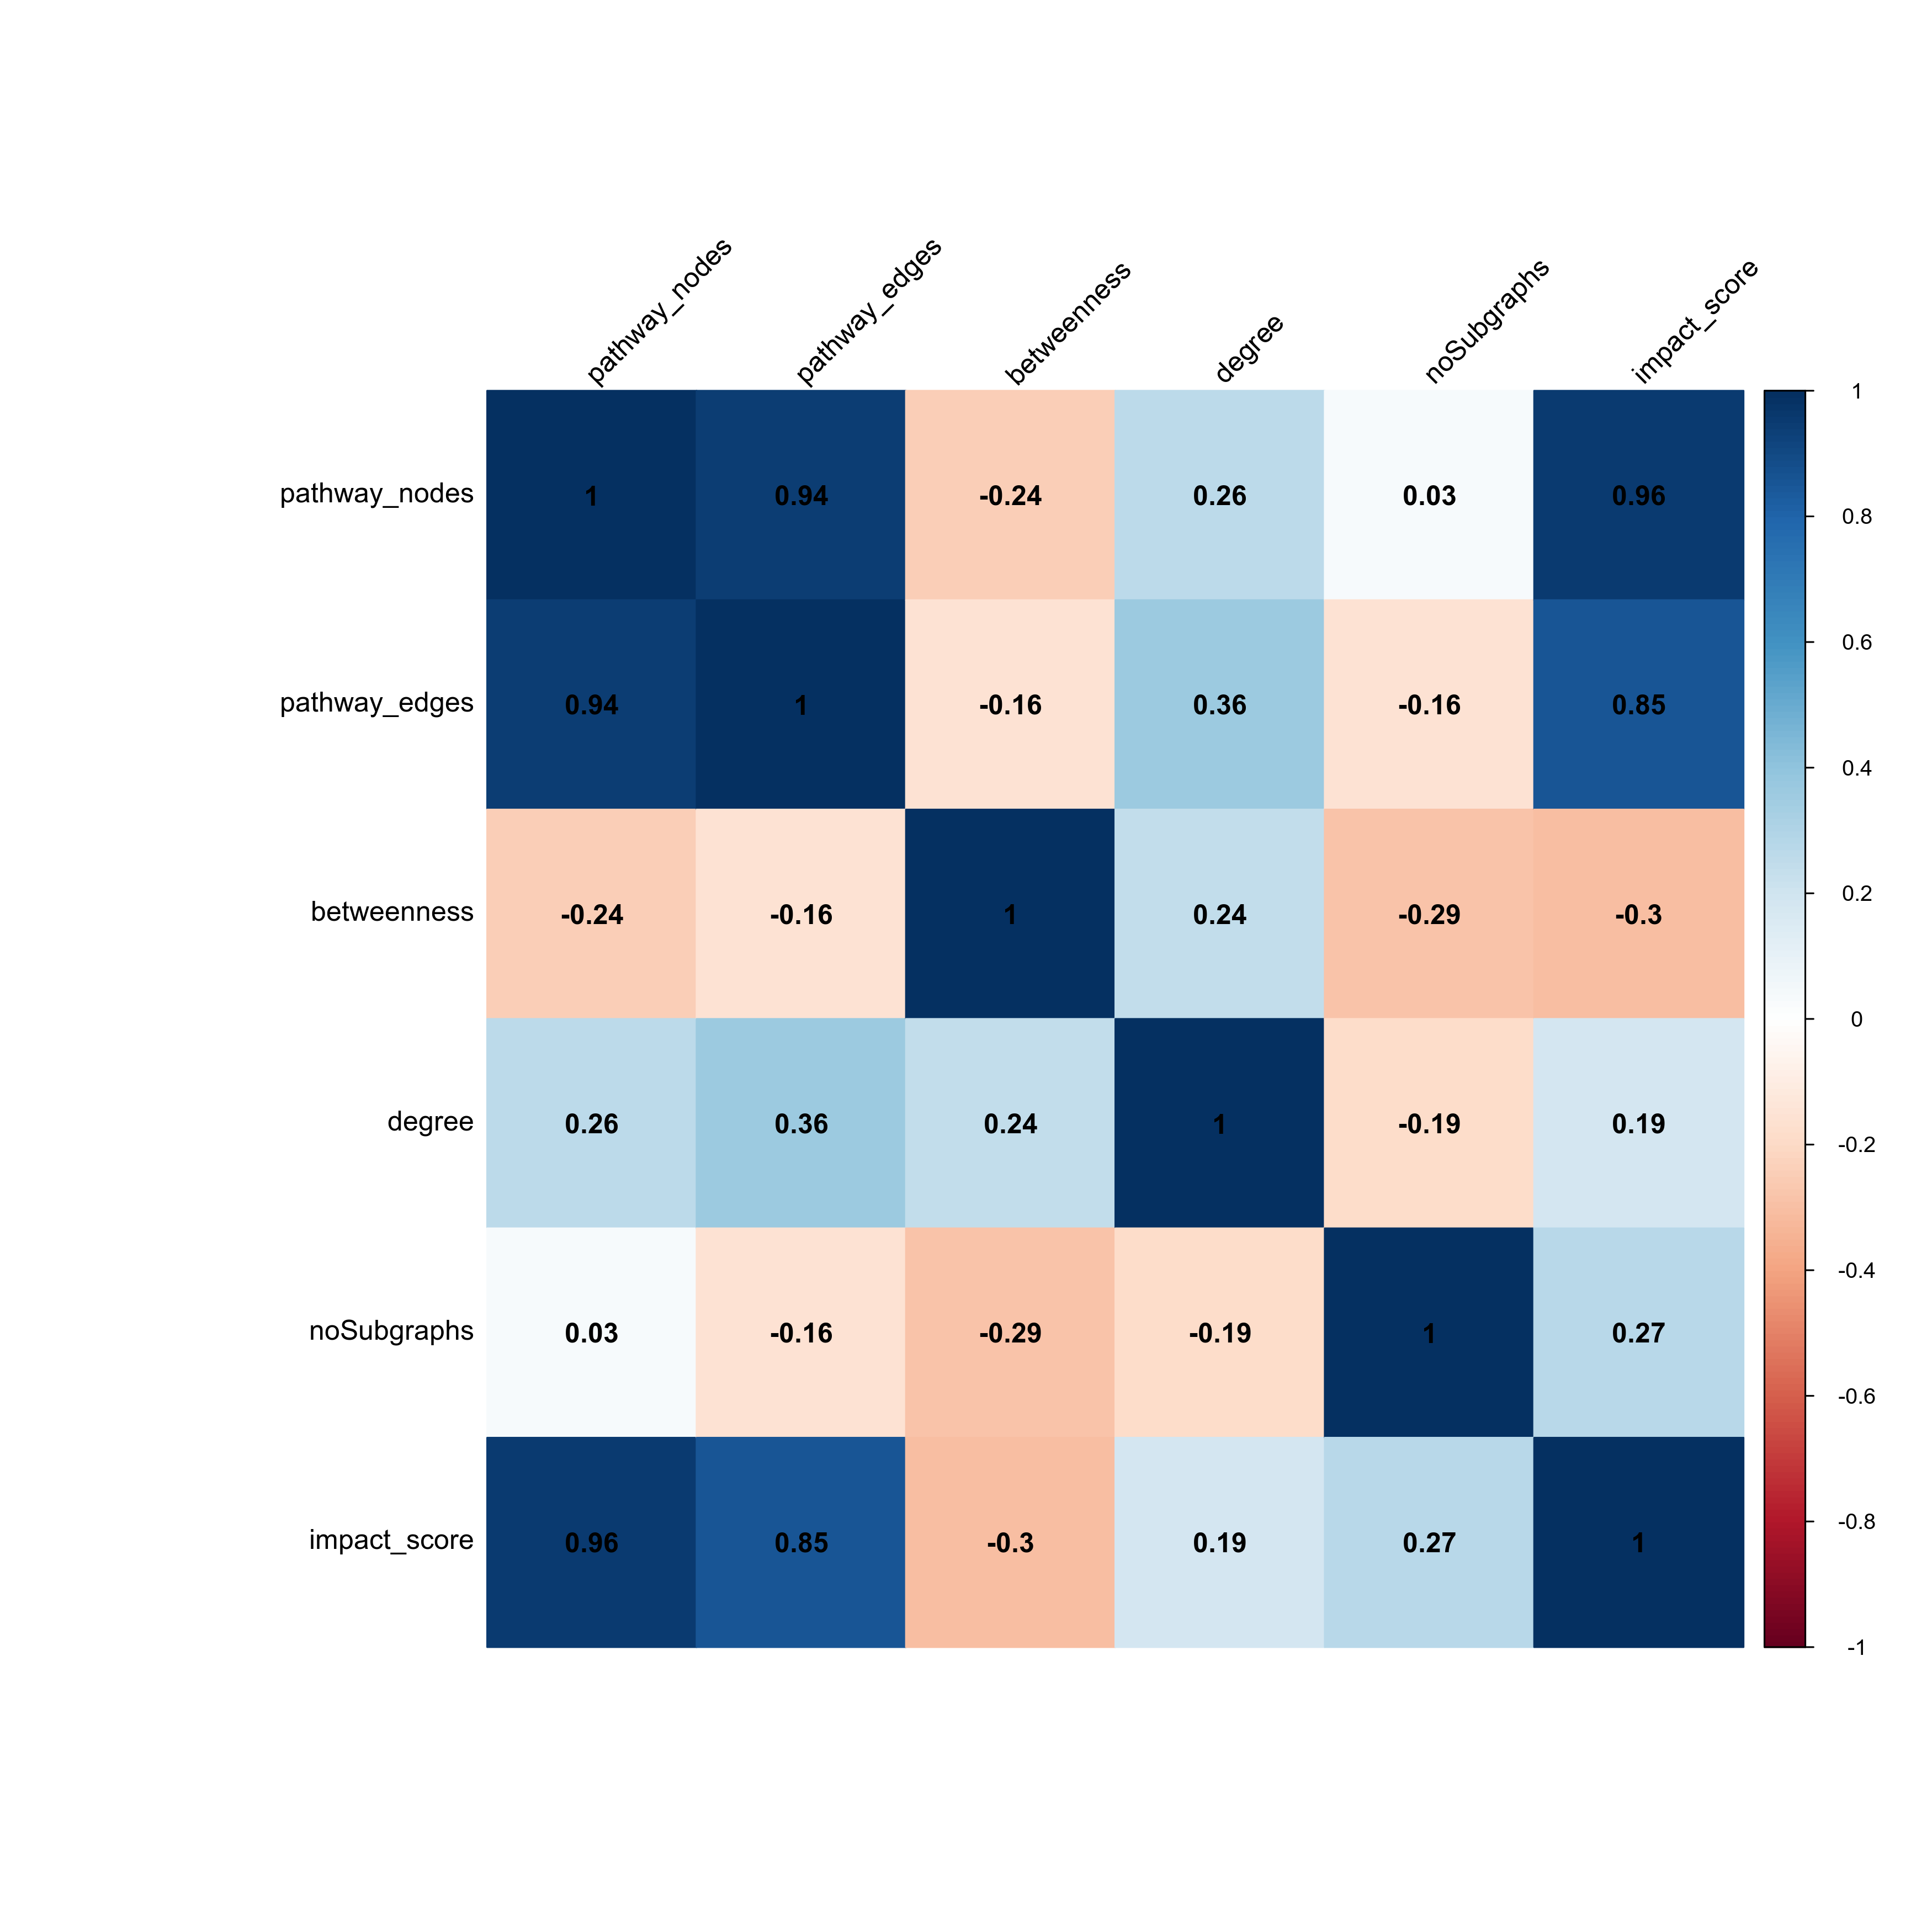 pathway_nodes pathway_edges betweenness degree noSubgraphs impact_score
pathway_nodes 1 0.94 -0.24 0.26 0.03 0.96
pathway_edges 0.94 1 -0.16 0.36 -0.16 0.85
betweenness -0.24 -0.16 1 0.24 -0.29 -0.3
degree 0.26 0.36 0.24 1 -0.19 0.19
noSubgraphs 0.03 -0.16 -0.29 -0.19 1 0.27
impact_score 0.96 0.85 -0.3 0.19 0.27 1
1
0.8
0.6
0.4
0.2
0
-0.2
-0.4
-0.6
-0.8
-1